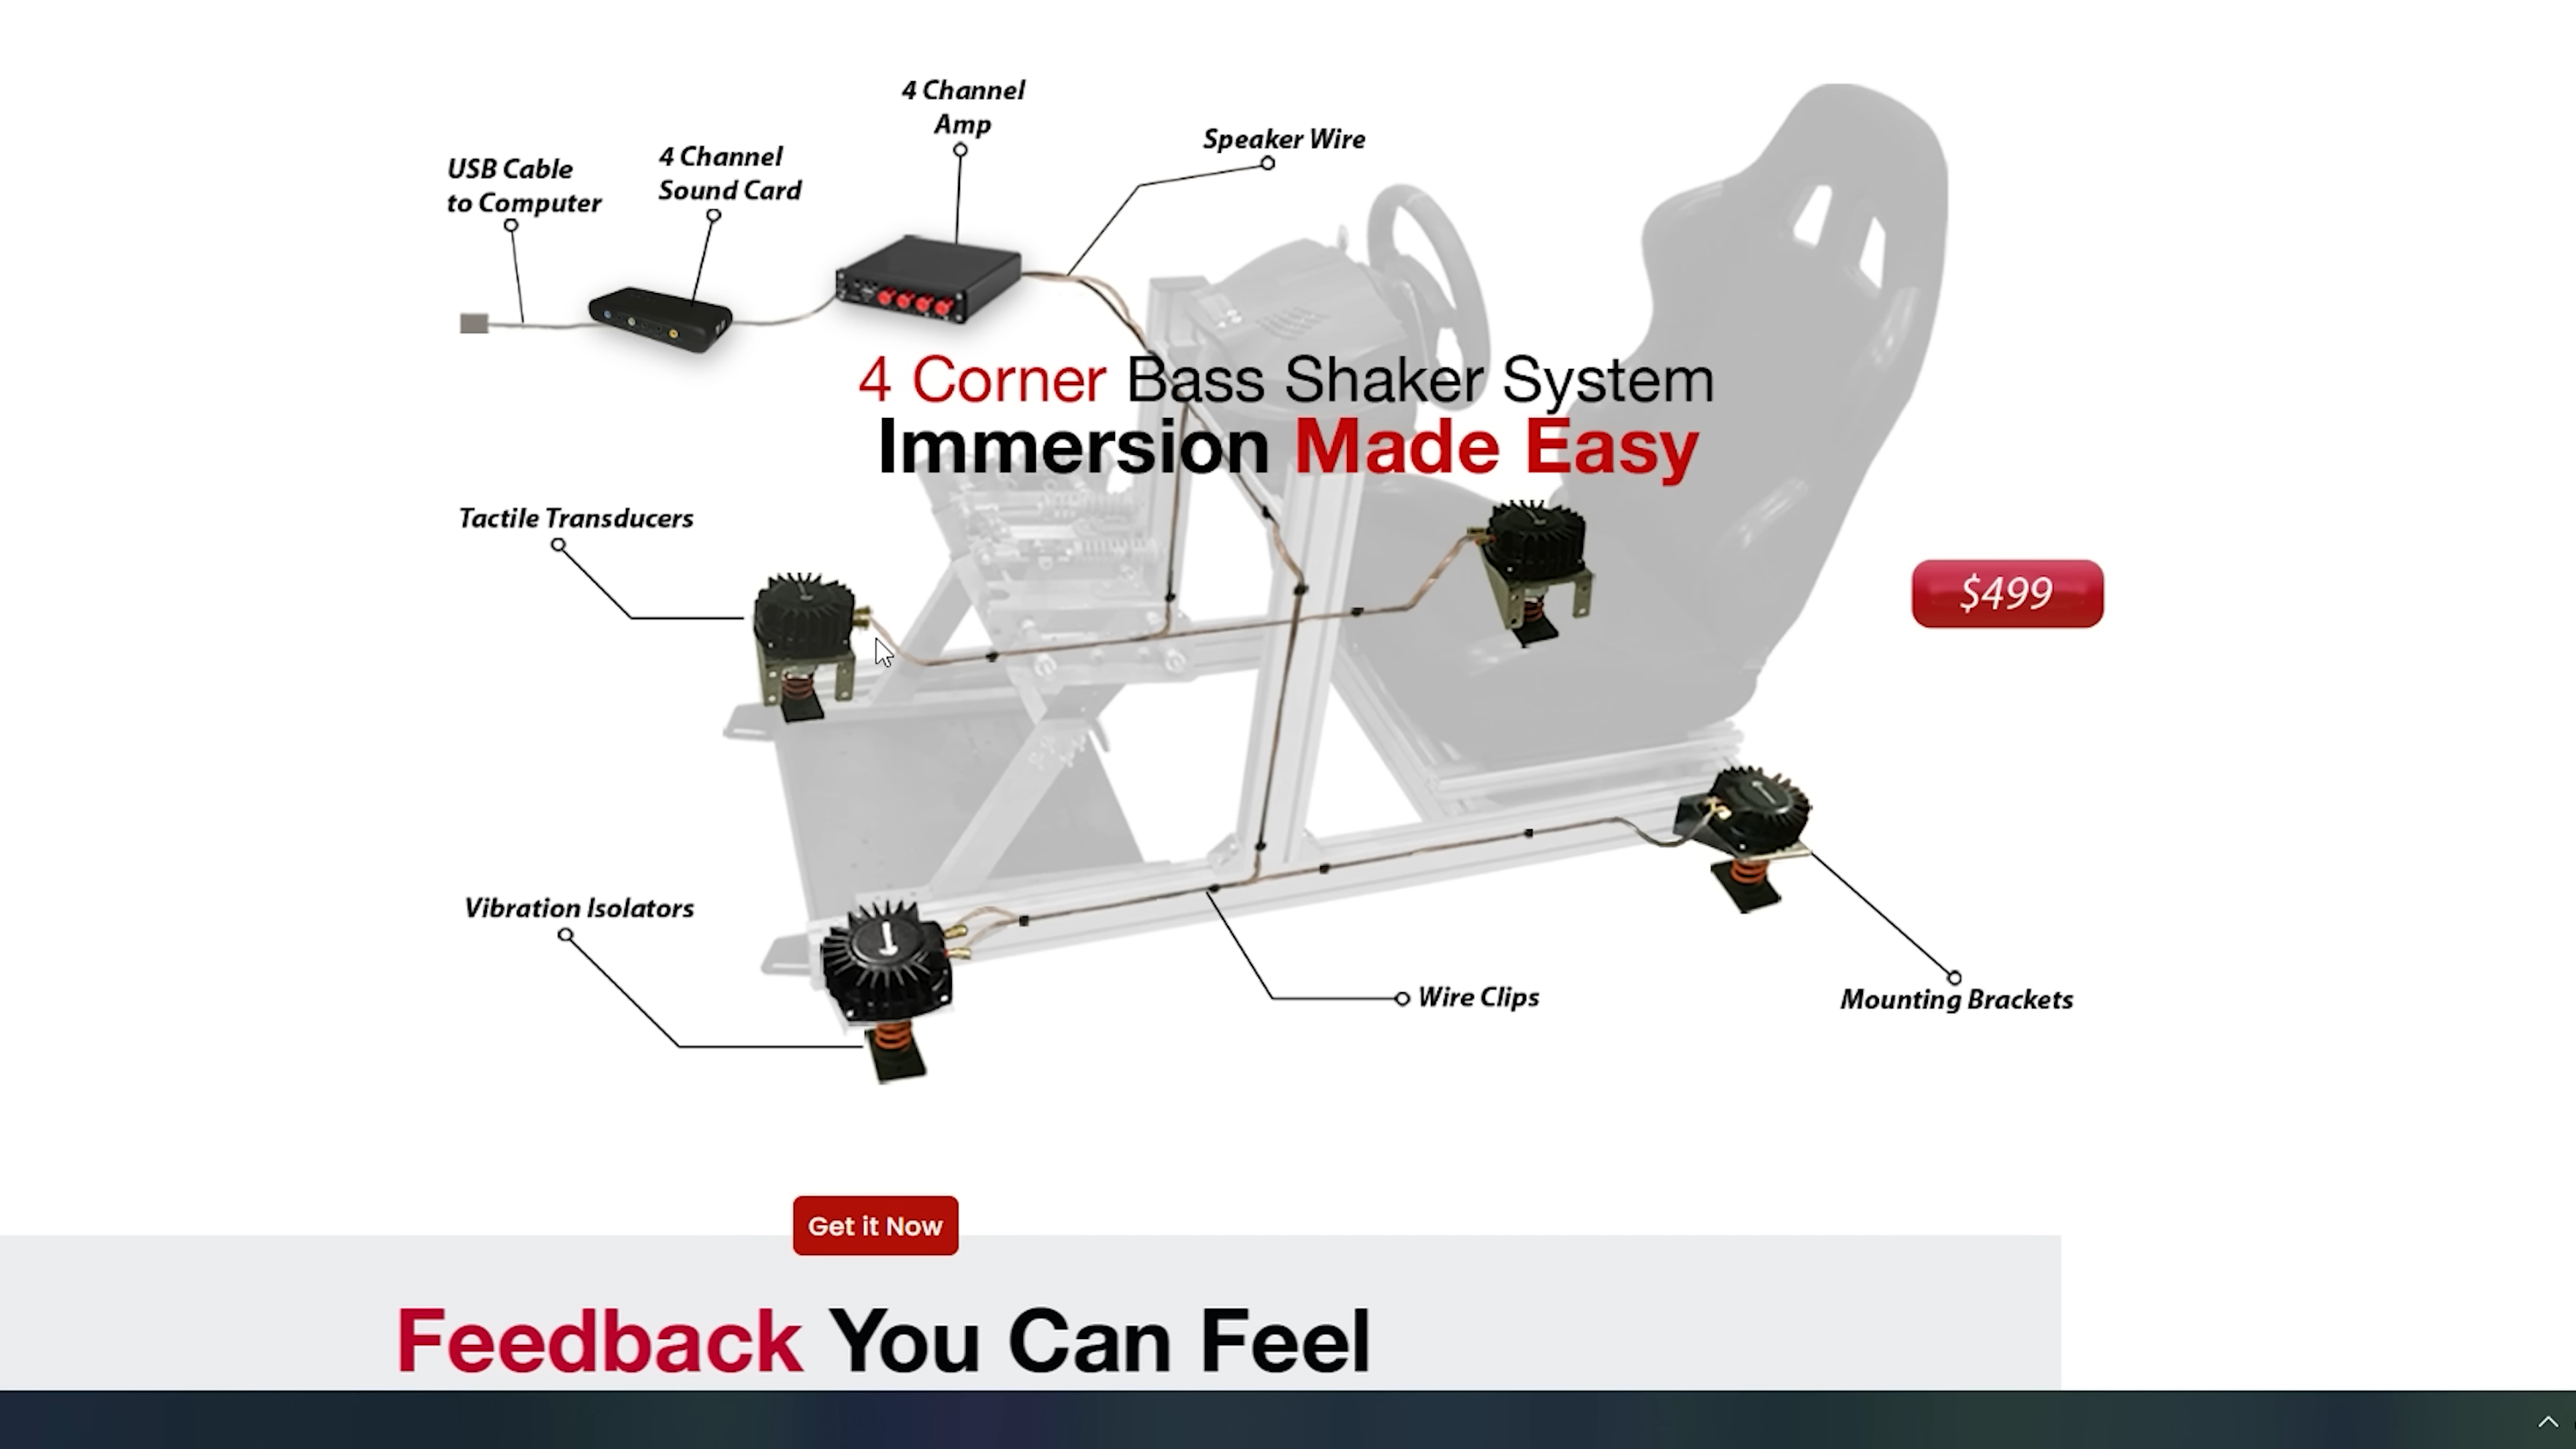 4 Channel
Amp
Speaker Wire
4 Channel
Sound Card
USB Cable
to Computer
4 Corner Bass Shaker System
Immersion Made Easy
Tactile Transducers
$499
Vibration Isolators
Wire Clips
Mounting Brackets
Get it Now
Feedback You Can Feel